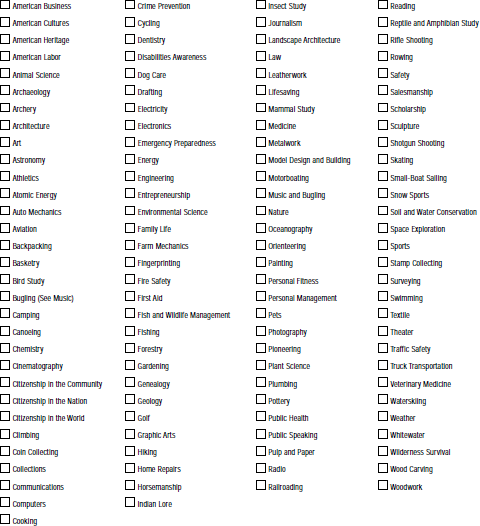 American Business
American Cultures
American Heritage
American Labor
Animal Science
Archaeology
Archery
Architecture
Art
Astronomy
Athletics
Atomic Energy
Auto Mechanics
Aviation
Backpacking
Basketry
Bird Study
Bugling (See Music)
Camping
Canoeing
Chemistry
Cinematography
Citizenship in the Community
Citizenship in the Nation
Citizenship in the World
Climbing
Coin Collecting
Collections
Communications
Computers
Cooking
Crime Prevention
Cycling
Dentistry
Disabilities Awareness
Dog Care
Drafting
Electricity
Electronics
Emergency Preparedness
Energy
Engineering
Entrepreneurship
Environmental Science
Family Life
Farm Mechanics
Fingerprinting
Fire Safety
First Aid
Fish and Wildlife Management
Fishing
Forestry
Gardening
Genealogy
Geology
Golf
Graphic Arts
Hiking
Home Repairs
Horsemanship
Indian Lore
Insect Study
Journalism
Landscape Architecture
Law
Leatherwork
Lifesaving
Mammal Study
Medicine
Metalwork
Model Design and Building
Motorboating
Music and Bugling
Nature
Oceanography
Orienteering
Painting
Personal Fitness
Personal Management
Pets
Photography
Pioneering
Plant Science
Plumbing
Pottery
Public Health
Public Speaking
Pulp and Paper
Radio
Railroading
Reading
Reptile and Amphibian Study
Rifle Shooting
Rowing
Safety
Salesmanship
Scholarship
Sculpture
Shotgun Shooting
Skating
Small-Boat Sailing
Snow Sports
Soil and Water Conservation
Space Exploration
Sports
Stamp Collecting
Surveying
Swimming
Textile
Theater
Traffic Safety
Truck Transportation
Veterinary Medicine
Waterskiing
Weather
Whitewater
Wilderness Survival
Wood Carving
Woodwork